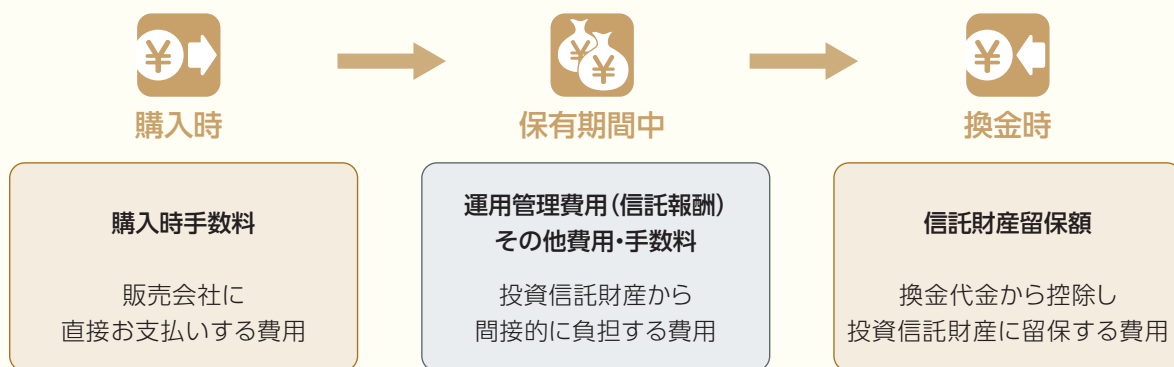 ¥
購入時
¥
¥
保有期間中
¥
換金時
購入時手数料
販売会社に
直接お支払いする費用
運用管理費用(信託報酬)
その他費用・手数料
投資信託財産から
間接的に負担する費用
信託財産留保額
換金代金から控除し
投資信託財産に留保する費用